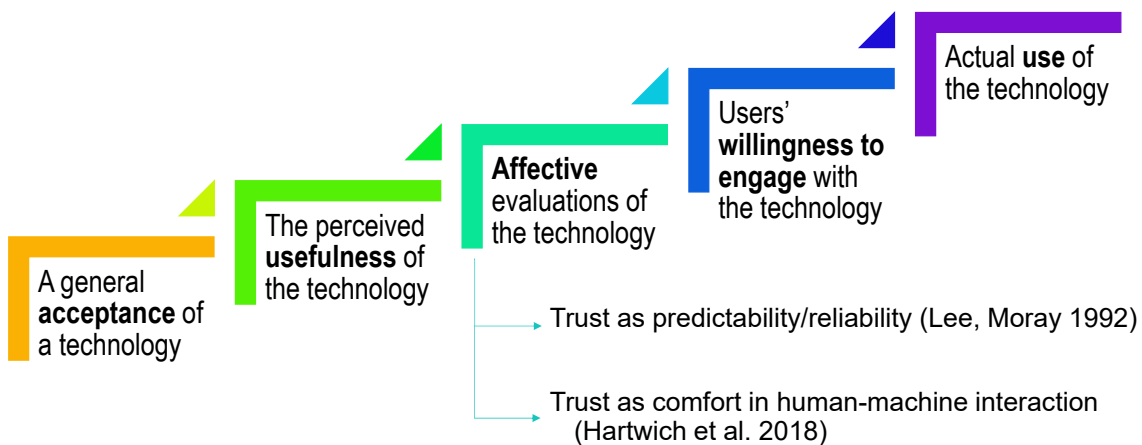 A general
acceptance of
a technology
The perceived
usefulness of
the technology
Affective
evaluations of
the technology
Users’
willingness to
engage with
the technology
Actual use of
the technology
Trust as predictability/reliability (Lee, Moray 1992)
Trust as comfort in human-machine interaction
(Hartwich et al. 2018)